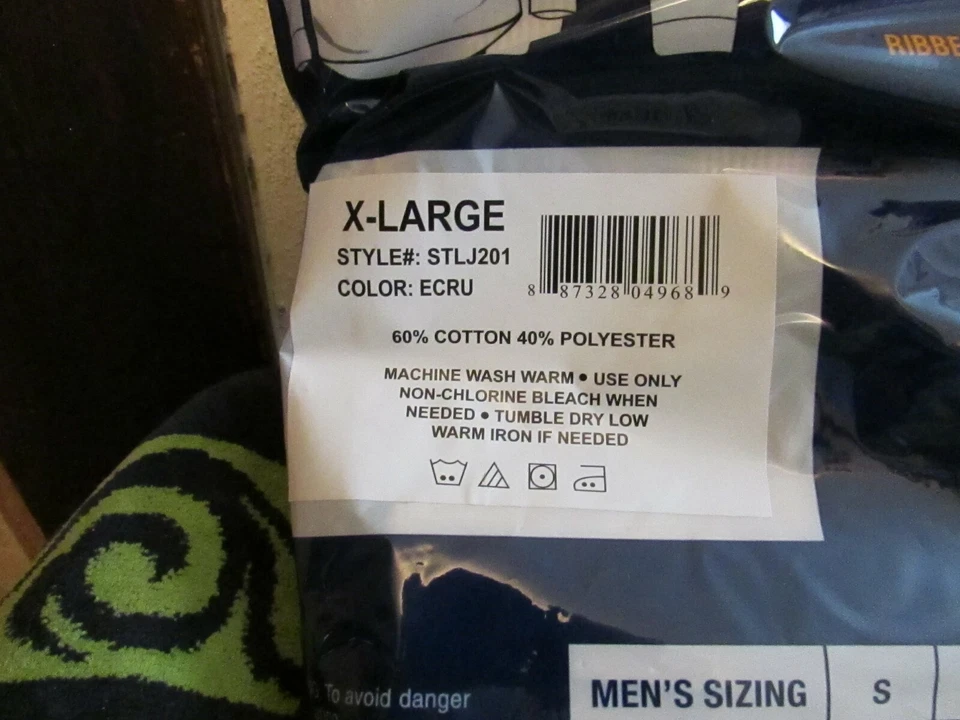 RIBBE
X-LARGE
STYLE#: STLJ201
COLOR: ECRU
8 87328 04968 9
60% COTTON 40% POLYESTER
MACHINE WASH WARM • USE ONLY
NON-CHLORINE BLEACH WHEN
NEEDED • TUMBLE DRY LOW
WARM IRON IF NEEDED
To avoid danger
MEN'S SIZING S